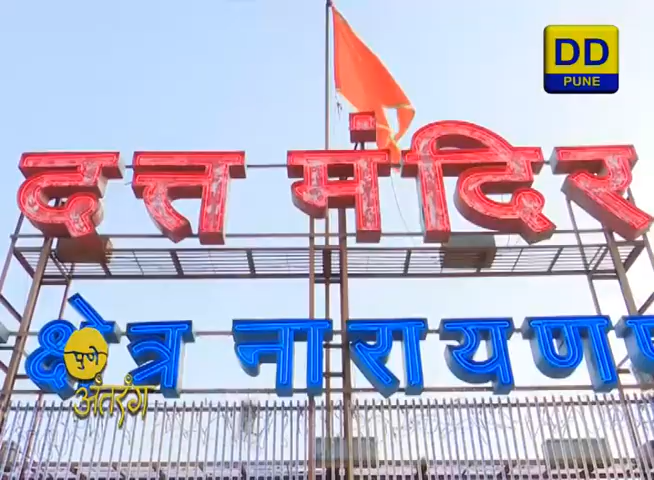 DD
PUNE
दत्त मंदिर
क्षेत्र नारायण
पुणे
अंतरंग